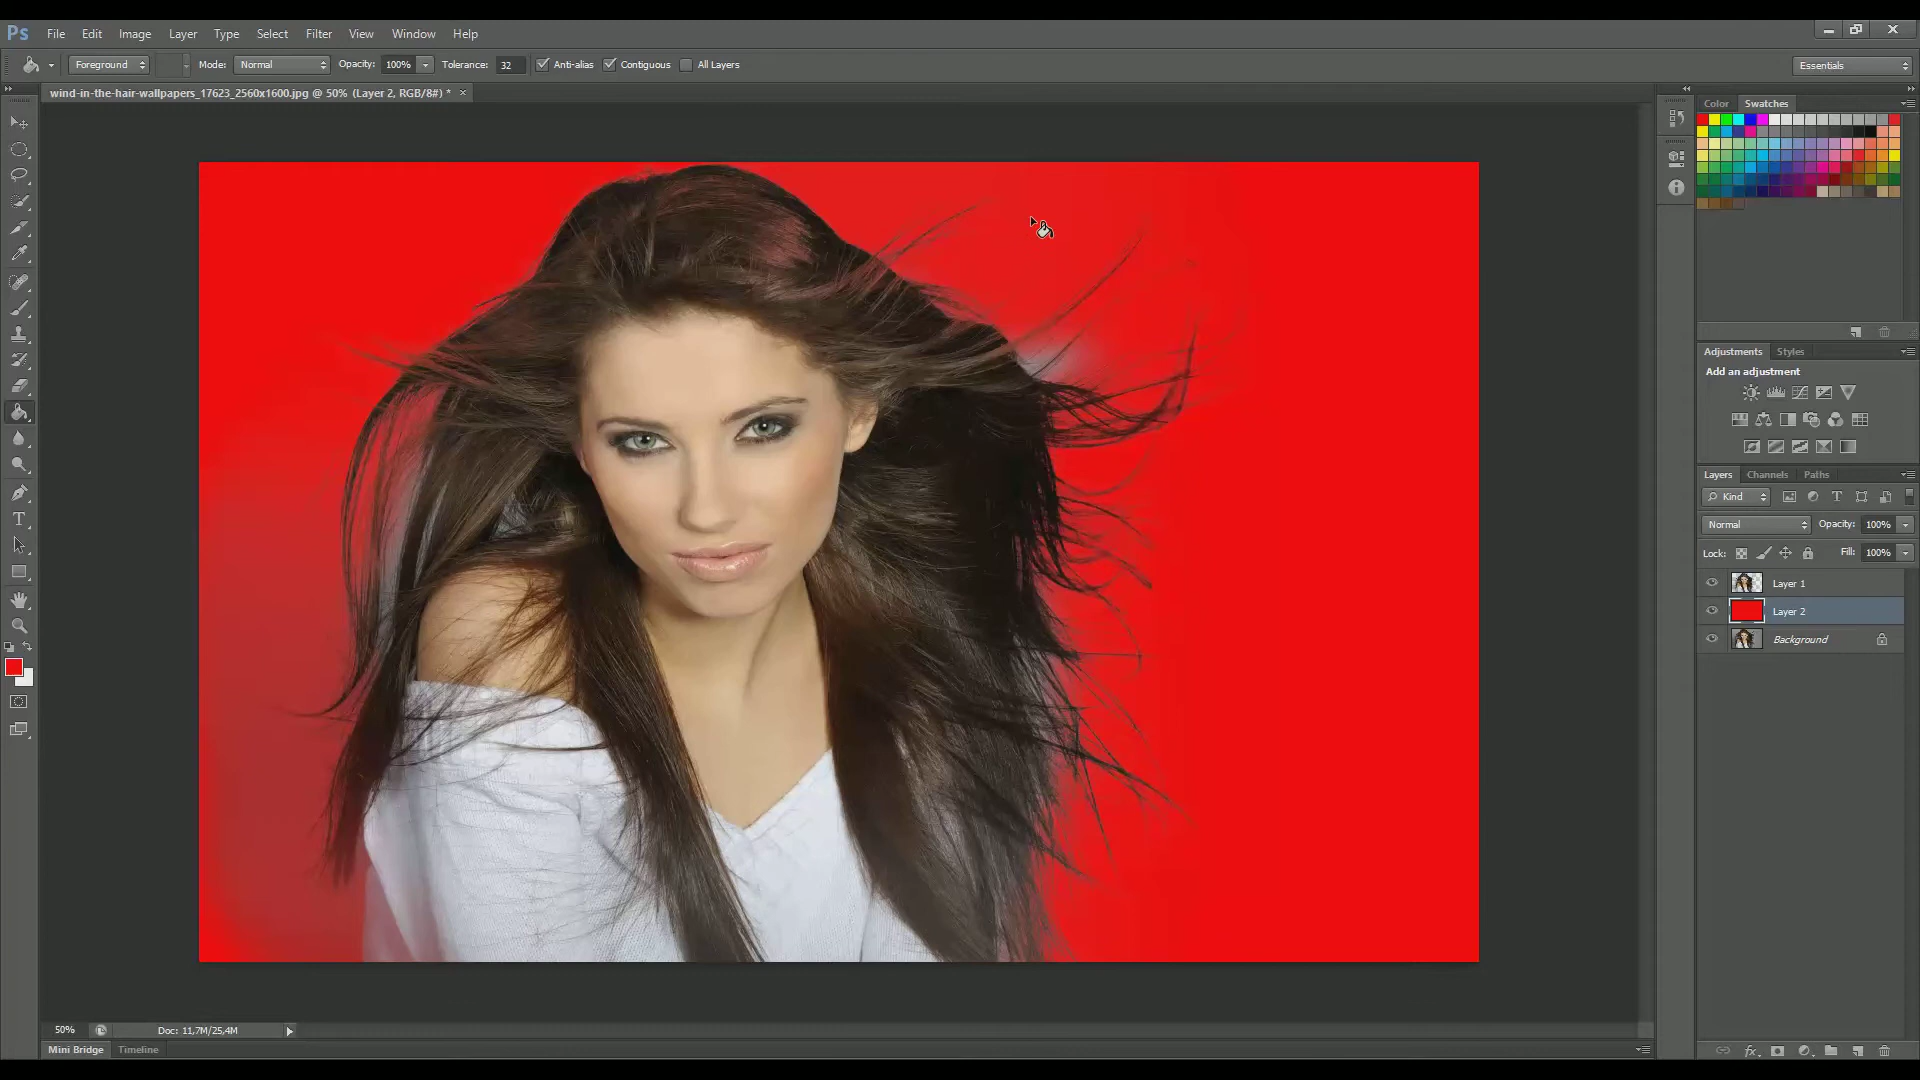 Ps File Edit Image Layer Type Select Filter View Window Help
Foreground Mode: Normal Opacity: 100% Tolerance: 32 Anti-alias Contiguous All Layers Essentials
wind-in-the-hair-wallpapers_17623_2560x1600.jpg @ 50% (Layer 2, RGB/8#) *
Color Swatches
Adjustments Styles
Add an adjustment
Layers Channels Paths
Kind
Normal Opacity: 100%
Lock: Fill: 100%
Layer 1
Layer 2
Background
50% Doc: 11,7M/25,4M
Mini Bridge Timeline